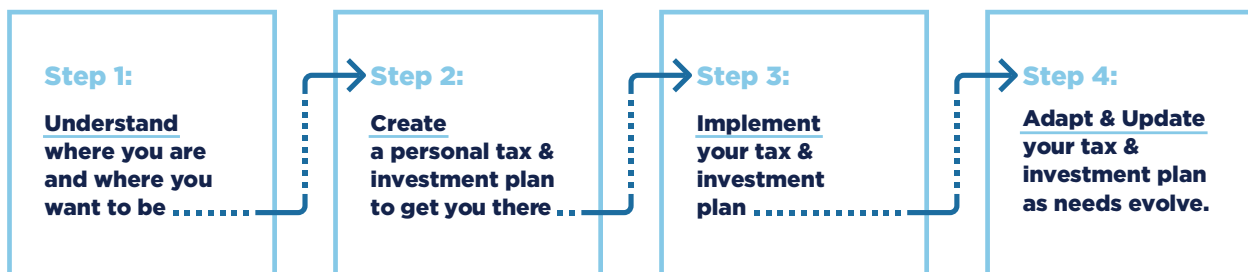 Step 1:
Understand
where you are
and where you
want to be
Step 2:
Create
a personal tax &
investment plan
to get you there
Step 3:
Implement
your tax &
investment
plan
Step 4:
Adapt & Update
your tax &
investment plan
as needs evolve.